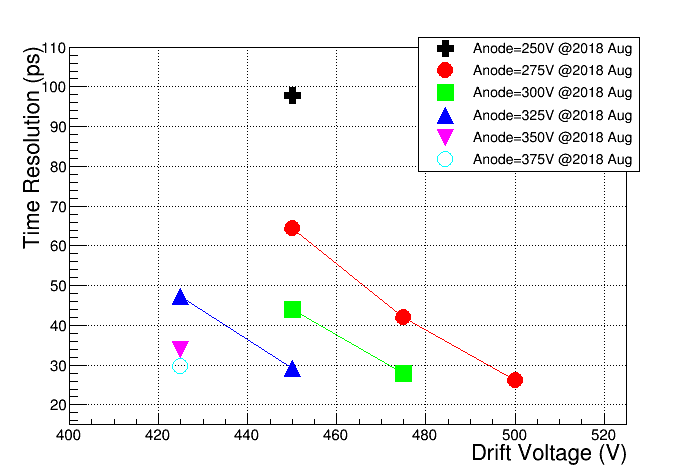 Anode=250V @2018 Aug
Anode=275V @2018 Aug
Anode=300V @2018 Aug
Anode=325V @2018 Aug
Anode=350V @2018 Aug
Anode=375V @2018 Aug
Time Resolution (ps)
110
100
90
80
70
60
50
40
30
20
400 420 440 460 480 500 520
Drift Voltage (V)